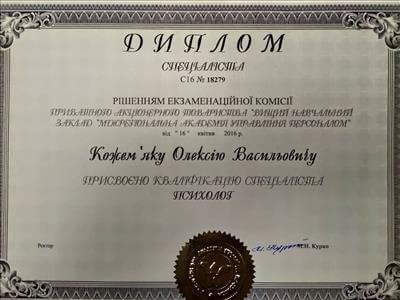 ДИПЛОМ
СПЕЦІАЛІСТА
С16 № 18279
РІШЕННЯМ ЕКЗАМЕНАЦІЙНОЇ КОМІСІЇ
ПРИВАТНОГО АКЦІОНЕРНОГО ТОВАРИСТВА "ВИЩИЙ НАВЧАЛЬНИЙ
ЗАКЛАД "МІЖРЕГІОНАЛЬНА АКАДЕМІЯ УПРАВЛІННЯ ПЕРСОНАЛОМ"
від " 16 " квітня 2016 р.
Кожем'яку Олексію Васильовичу
ПРИСВОЄНО КВАЛІФІКАЦІЮ СПЕЦІАЛІСТА
ПСИХОЛОГ
Ректор М.Н. Курко